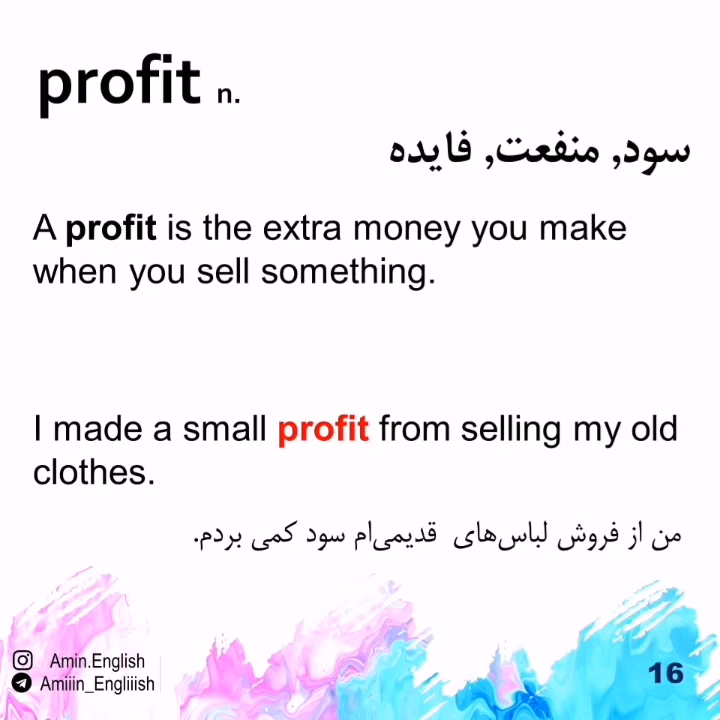 profit n.
سود, منفعت, فایده
A profit is the extra money you make
when you sell something.
I made a small profit from selling my old
clothes.
من از فروش لباس‌های قدیمی‌ام سود کمی بردم.
Amin.English
Amiiin_Engliiish
16